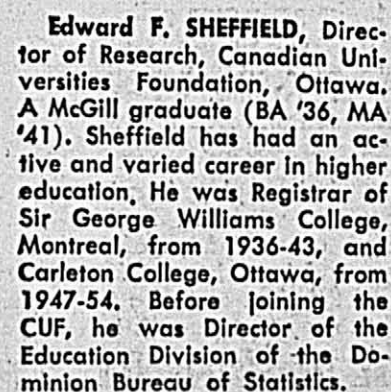 Edward F. SHEFFIELD, Direc-
tor of Research, Canadian Uni-
versities Foundation, Ottawa.
A McGill graduate (BA '36, MA
'41). Sheffield has had an ac-
tive and varied career in higher
education. He was Registrar of
Sir George Williams College,
Montreal, from 1936-43, and
Carleton College, Ottawa, from
1947-54. Before joining the
CUF, he was Director of the
Education Division of the Do-
minion Bureau of Statistics.